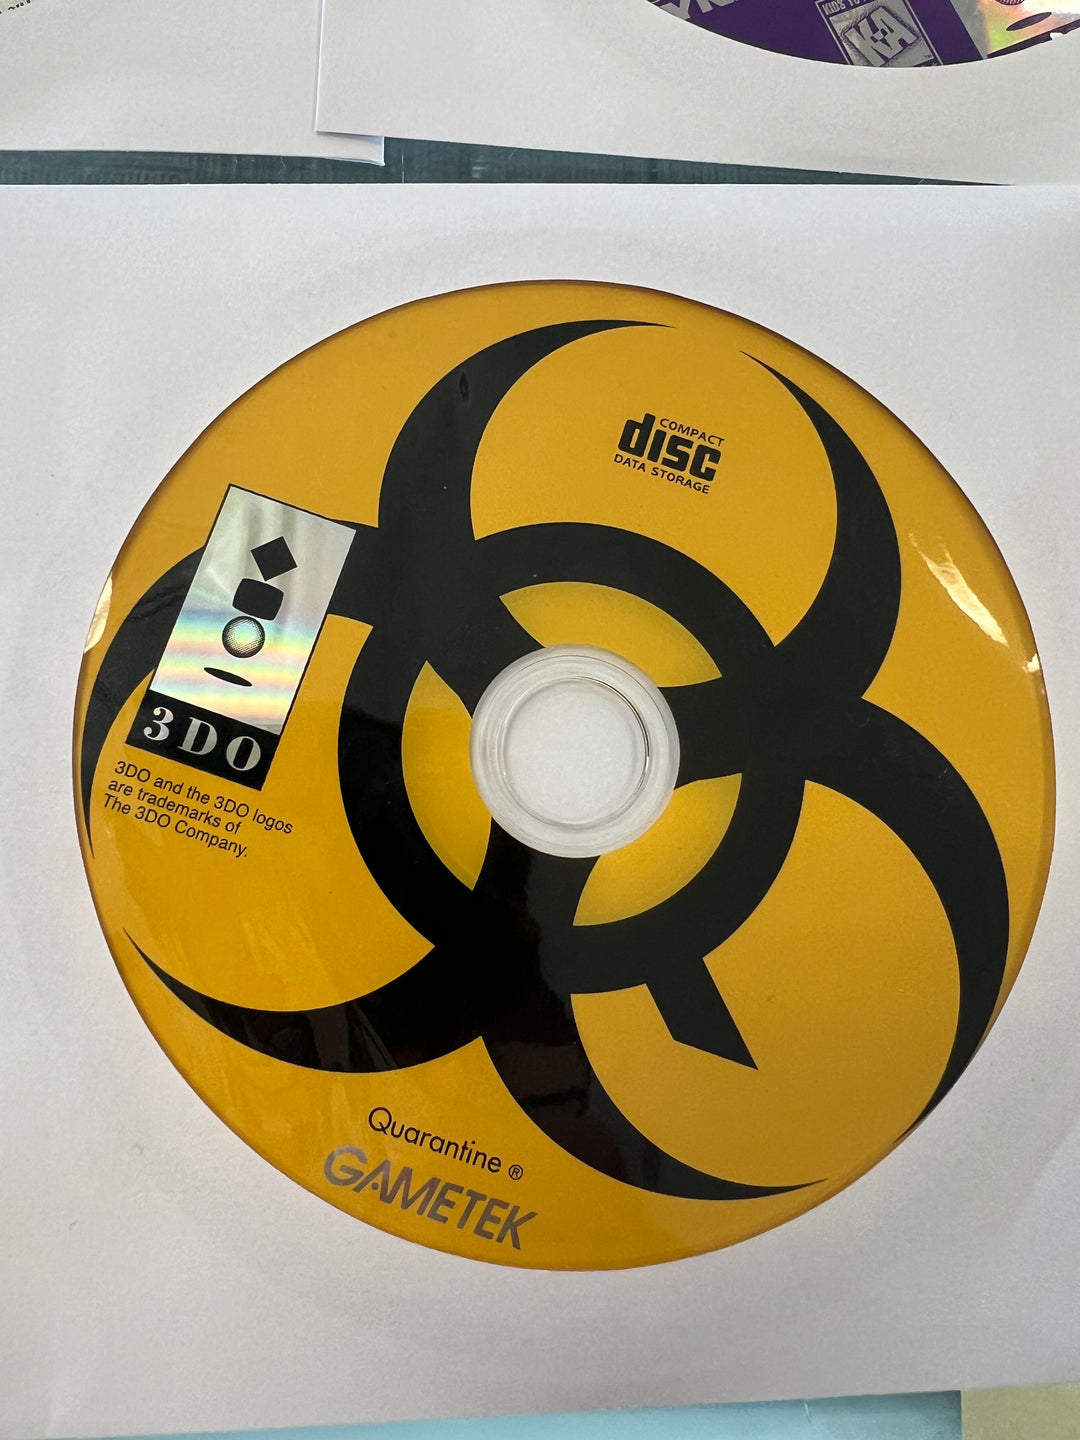 K·A
COMPACT
disc
DATA STORAGE
3DO
3DO and the 3DO logos
are trademarks of
The 3DO Company.
Quarantine ®
GAMETEK